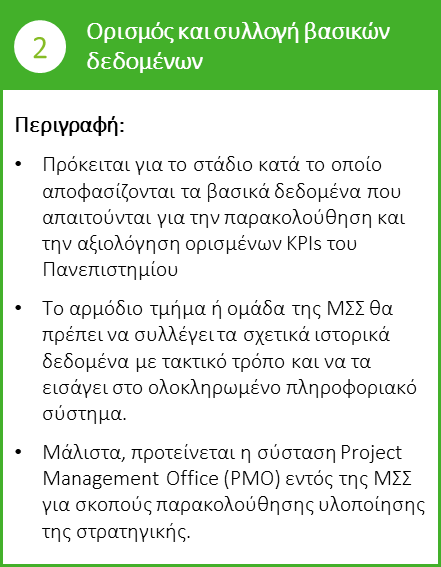 2
Ορισμός και συλλογή βασικών
δεδομένων
Περιγραφή:
• Πρόκειται για το στάδιο κατά το οποίο
αποφασίζονται τα βασικά δεδομένα που
απαιτούνται για την παρακολούθηση και
την αξιολόγηση ορισμένων KPIs του
Πανεπιστημίου
• Το αρμόδιο τμήμα ή ομάδα της ΜΣΣ θα
πρέπει να συλλέγει τα σχετικά ιστορικά
δεδομένα με τακτικό τρόπο και να τα
εισάγει στο ολοκληρωμένο πληροφοριακό
σύστημα.
• Μάλιστα, προτείνεται η σύσταση Project
Management Office (PMO) εντός της ΜΣΣ
για σκοπούς παρακολούθησης υλοποίησης
της στρατηγικής.